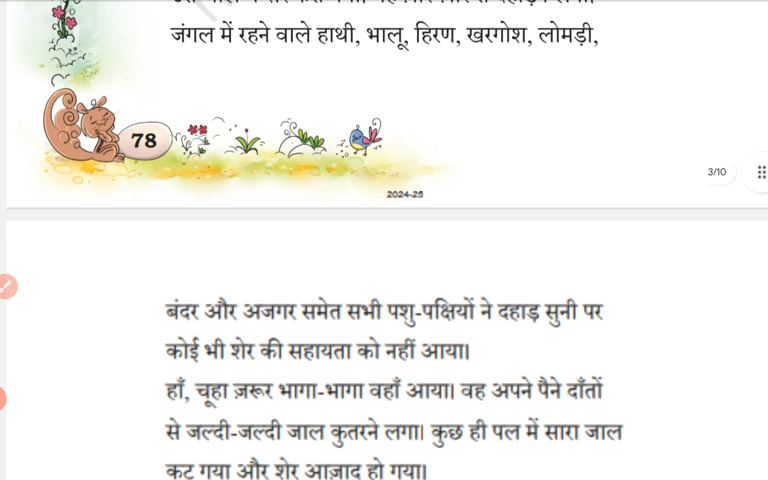 जंगल में रहने वाले हाथी, भालू, हिरण, खरगोश, लोमड़ी,
78
3/10
2024-25
बंदर और अजगर समेत सभी पशु-पक्षियों ने दहाड़ सुनी पर
कोई भी शेर की सहायता को नहीं आया।
हाँ, चूहा ज़रूर भागा-भागा वहाँ आया। वह अपने पैने दाँतों
से जल्दी-जल्दी जाल कुतरने लगा। कुछ ही पल में सारा जाल
कट गया और शेर आज़ाद हो गया।